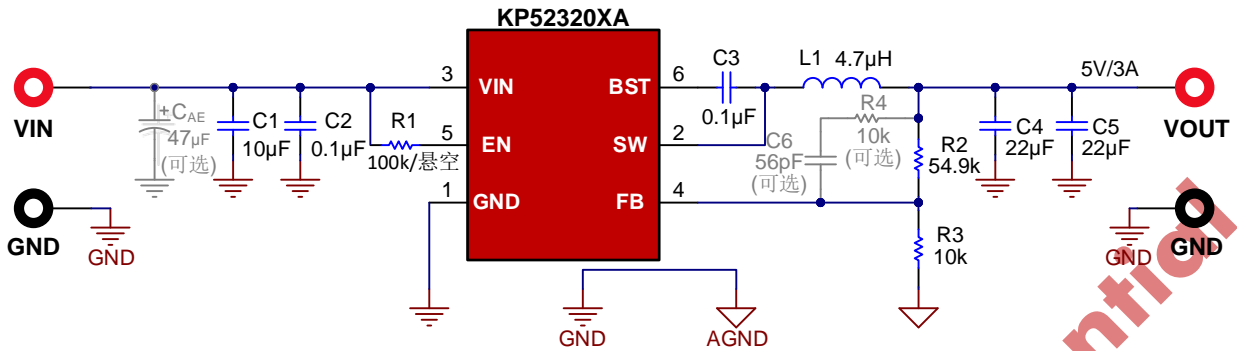 KP52320XA
VIN
GND
GND
+C_AE
47µF
(可选)
C1
10µF
C2
0.1µF
R1
100k/悬空
3
5
1
VIN
EN
GND
BST
SW
FB
6
2
4
C3
0.1µF
L1
4.7µH
R4
10k
(可选)
C6
56pF
(可选)
R2
54.9k
R3
10k
C4
22µF
C5
22µF
5V/3A
VOUT
GND
GND
GND
AGND